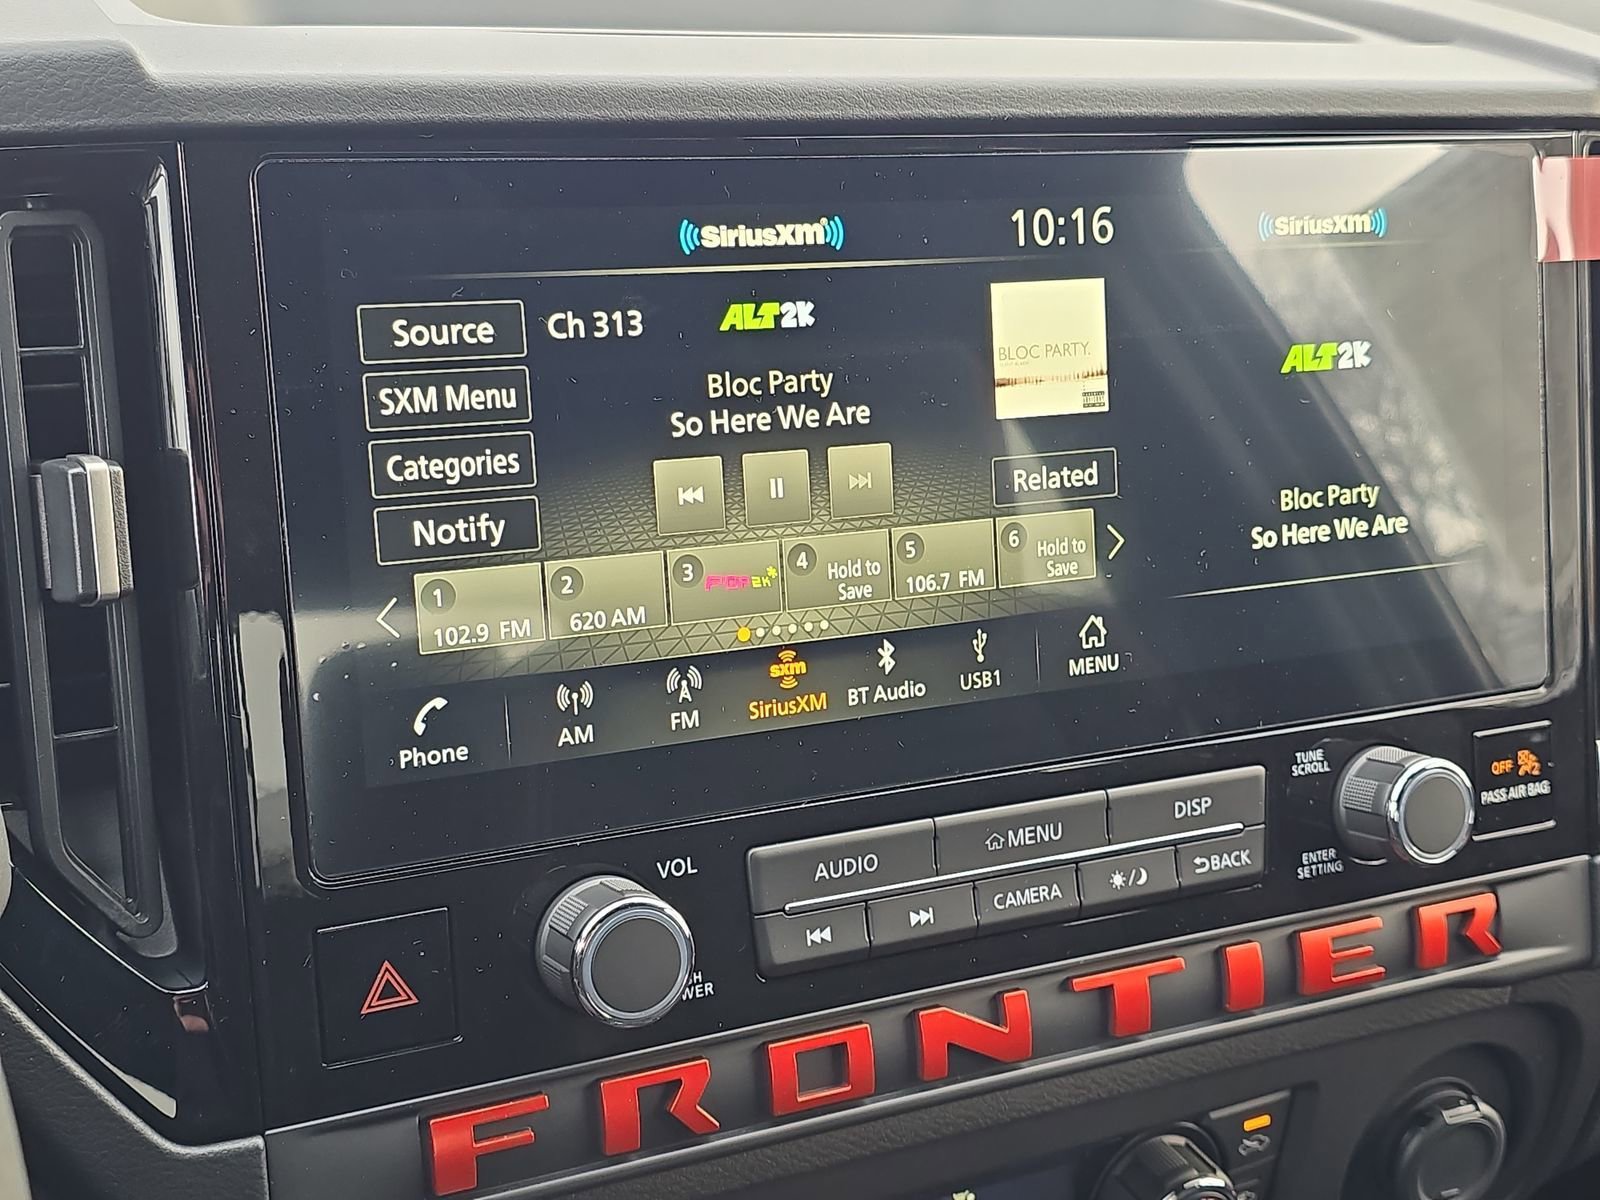 SiriusXM
10:16
SiriusXM
Source
Ch 313
ALT2K
BLOC PARTY.
ALT2K
SXM Menu
Bloc Party
So Here We Are
Categories
Related
Bloc Party
So Here We Are
Notify
1
102.9 FM
2
620 AM
3
POP2K
4
Hold to
Save
5
106.7 FM
6
Hold to
Save
Phone
AM
FM
sxm
SiriusXM
BT Audio
USB1
MENU
TUNE
SCROLL
OFF
2
PASS AIR BAG
VOL
AUDIO
MENU
DISP
CAMERA
BACK
ENTER
SETTING
FRONTIER